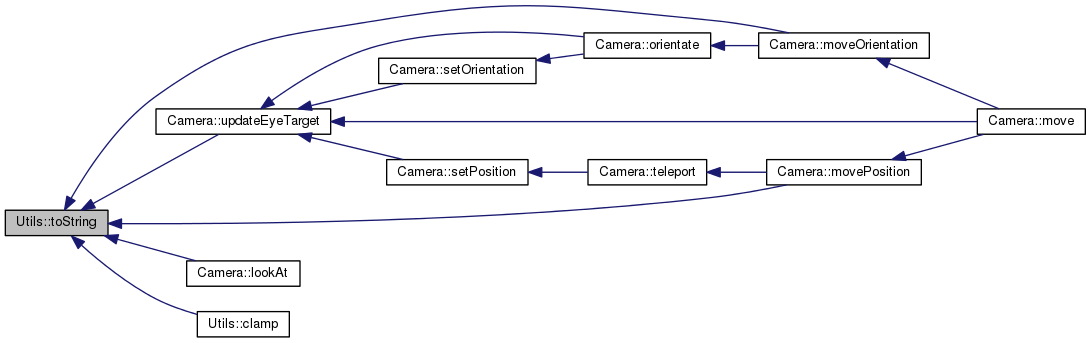 Camera::orientate
Camera::moveOrientation
Camera::setOrientation
Camera::updateEyeTarget
Camera::move
Camera::setPosition
Camera::teleport
Camera::movePosition
Utils::toString
Camera::lookAt
Utils::clamp